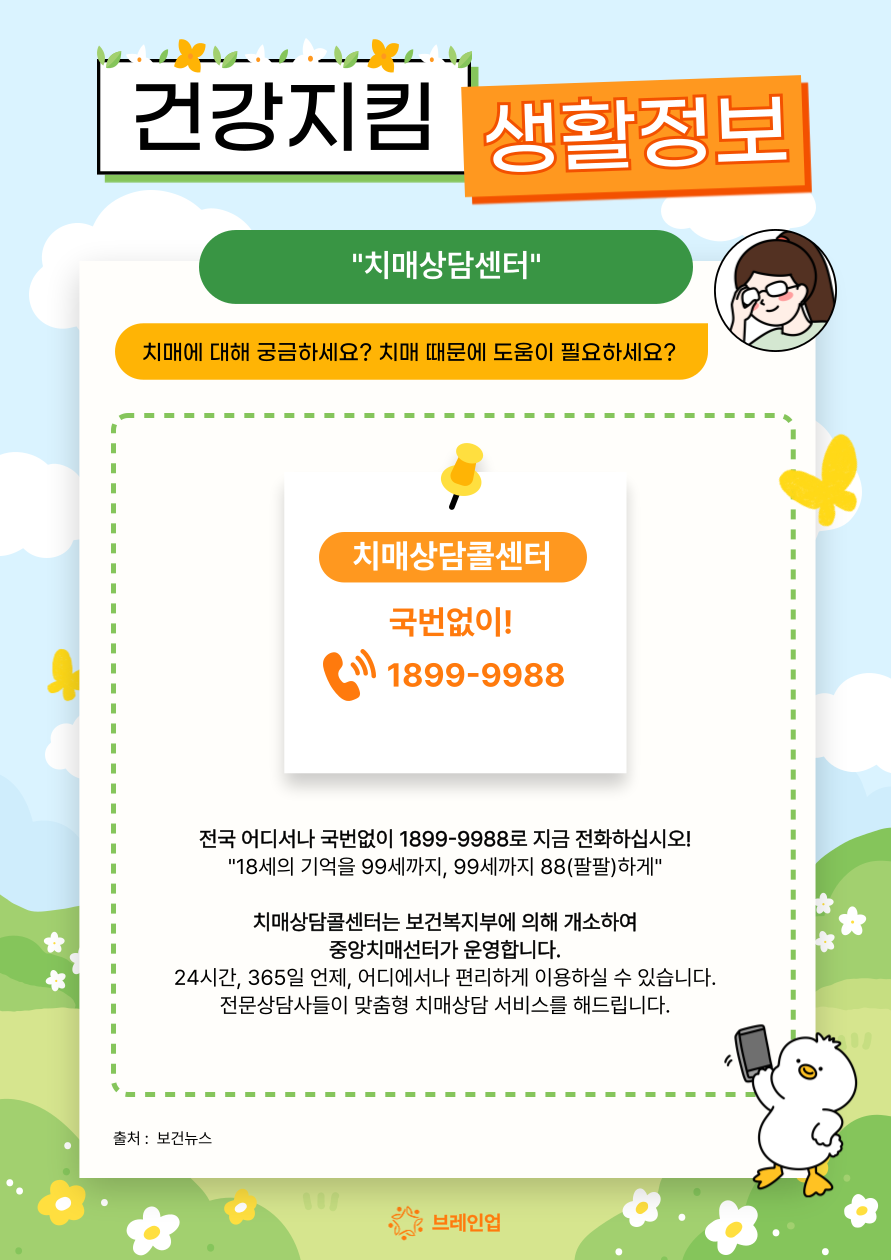 건강지킴
생활정보
"치매상담센터"
치매에 대해 궁금하세요? 치매 때문에 도움이 필요하세요?
치매상담콜센터
국번없이!
1899-9988
전국 어디서나 국번없이 1899-9988로 지금 전화하십시오!
"18세의 기억을 99세까지, 99세까지 88(팔팔)하게"
치매상담콜센터는 보건복지부에 의해 개소하여
중앙치매선터가 운영합니다.
24시간, 365일 언제, 어디에서나 편리하게 이용하실 수 있습니다.
전문상담사들이 맞춤형 치매상담 서비스를 해드립니다.
출처 : 보건뉴스
브레인업